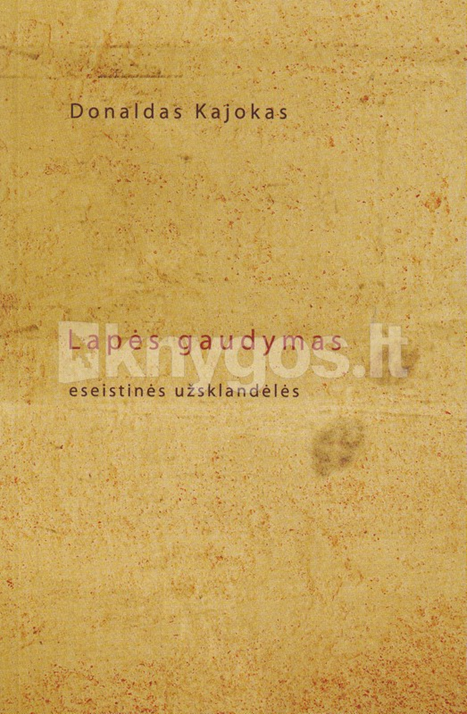 Donaldas Kajokas
Lapės gaudymas
knygos.lt
eseistinės užsklandėlės